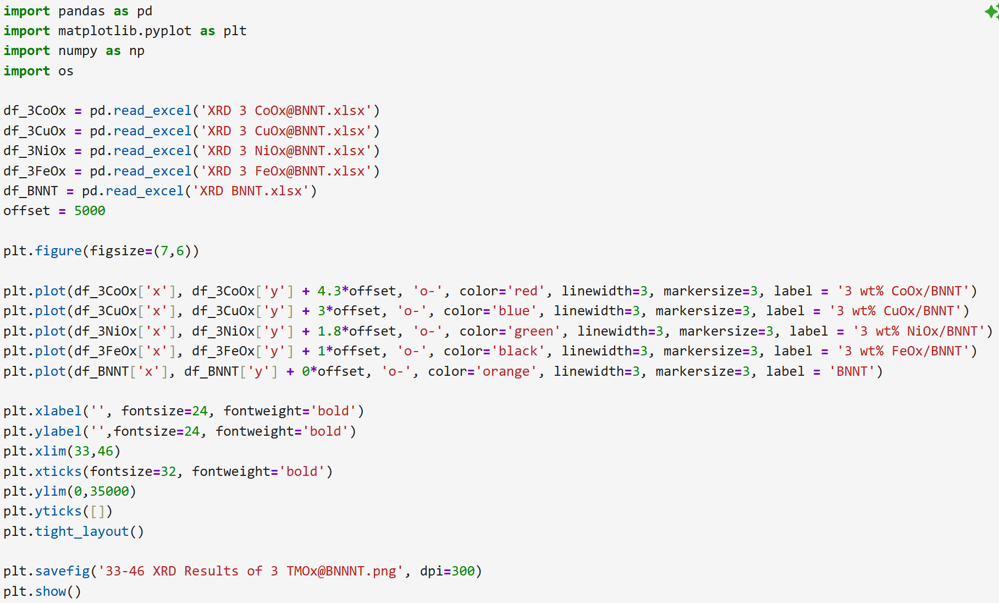 import pandas as pd
import matplotlib.pyplot as plt
import numpy as np
import os

df_3CoOx = pd.read_excel('XRD 3 CoOx@BNNT.xlsx')
df_3CuOx = pd.read_excel('XRD 3 CuOx@BNNT.xlsx')
df_3NiOx = pd.read_excel('XRD 3 NiOx@BNNT.xlsx')
df_3FeOx = pd.read_excel('XRD 3 FeOx@BNNT.xlsx')
df_BNNT = pd.read_excel('XRD BNNT.xlsx')
offset = 5000

plt.figure(figsize=(7,6))

plt.plot(df_3CoOx['x'], df_3CoOx['y'] + 4.3*offset, 'o-', color='red', linewidth=3, markersize=3, label = '3 wt% CoOx/BNNT')
plt.plot(df_3CuOx['x'], df_3CuOx['y'] + 3*offset, 'o-', color='blue', linewidth=3, markersize=3, label = '3 wt% CuOx/BNNT')
plt.plot(df_3NiOx['x'], df_3NiOx['y'] + 1.8*offset, 'o-', color='green', linewidth=3, markersize=3, label = '3 wt% NiOx/BNNT')
plt.plot(df_3FeOx['x'], df_3FeOx['y'] + 1*offset, 'o-', color='black', linewidth=3, markersize=3, label = '3 wt% FeOx/BNNT')
plt.plot(df_BNNT['x'], df_BNNT['y'] + 0*offset, 'o-', color='orange', linewidth=3, markersize=3, label = 'BNNT')

plt.xlabel('', fontsize=24, fontweight='bold')
plt.ylabel('',fontsize=24, fontweight='bold')
plt.xlim(33,46)
plt.xticks(fontsize=32, fontweight='bold')
plt.ylim(0,35000)
plt.yticks([])
plt.tight_layout()

plt.savefig('33-46 XRD Results of 3 TMOx@BNNNT.png', dpi=300)
plt.show()